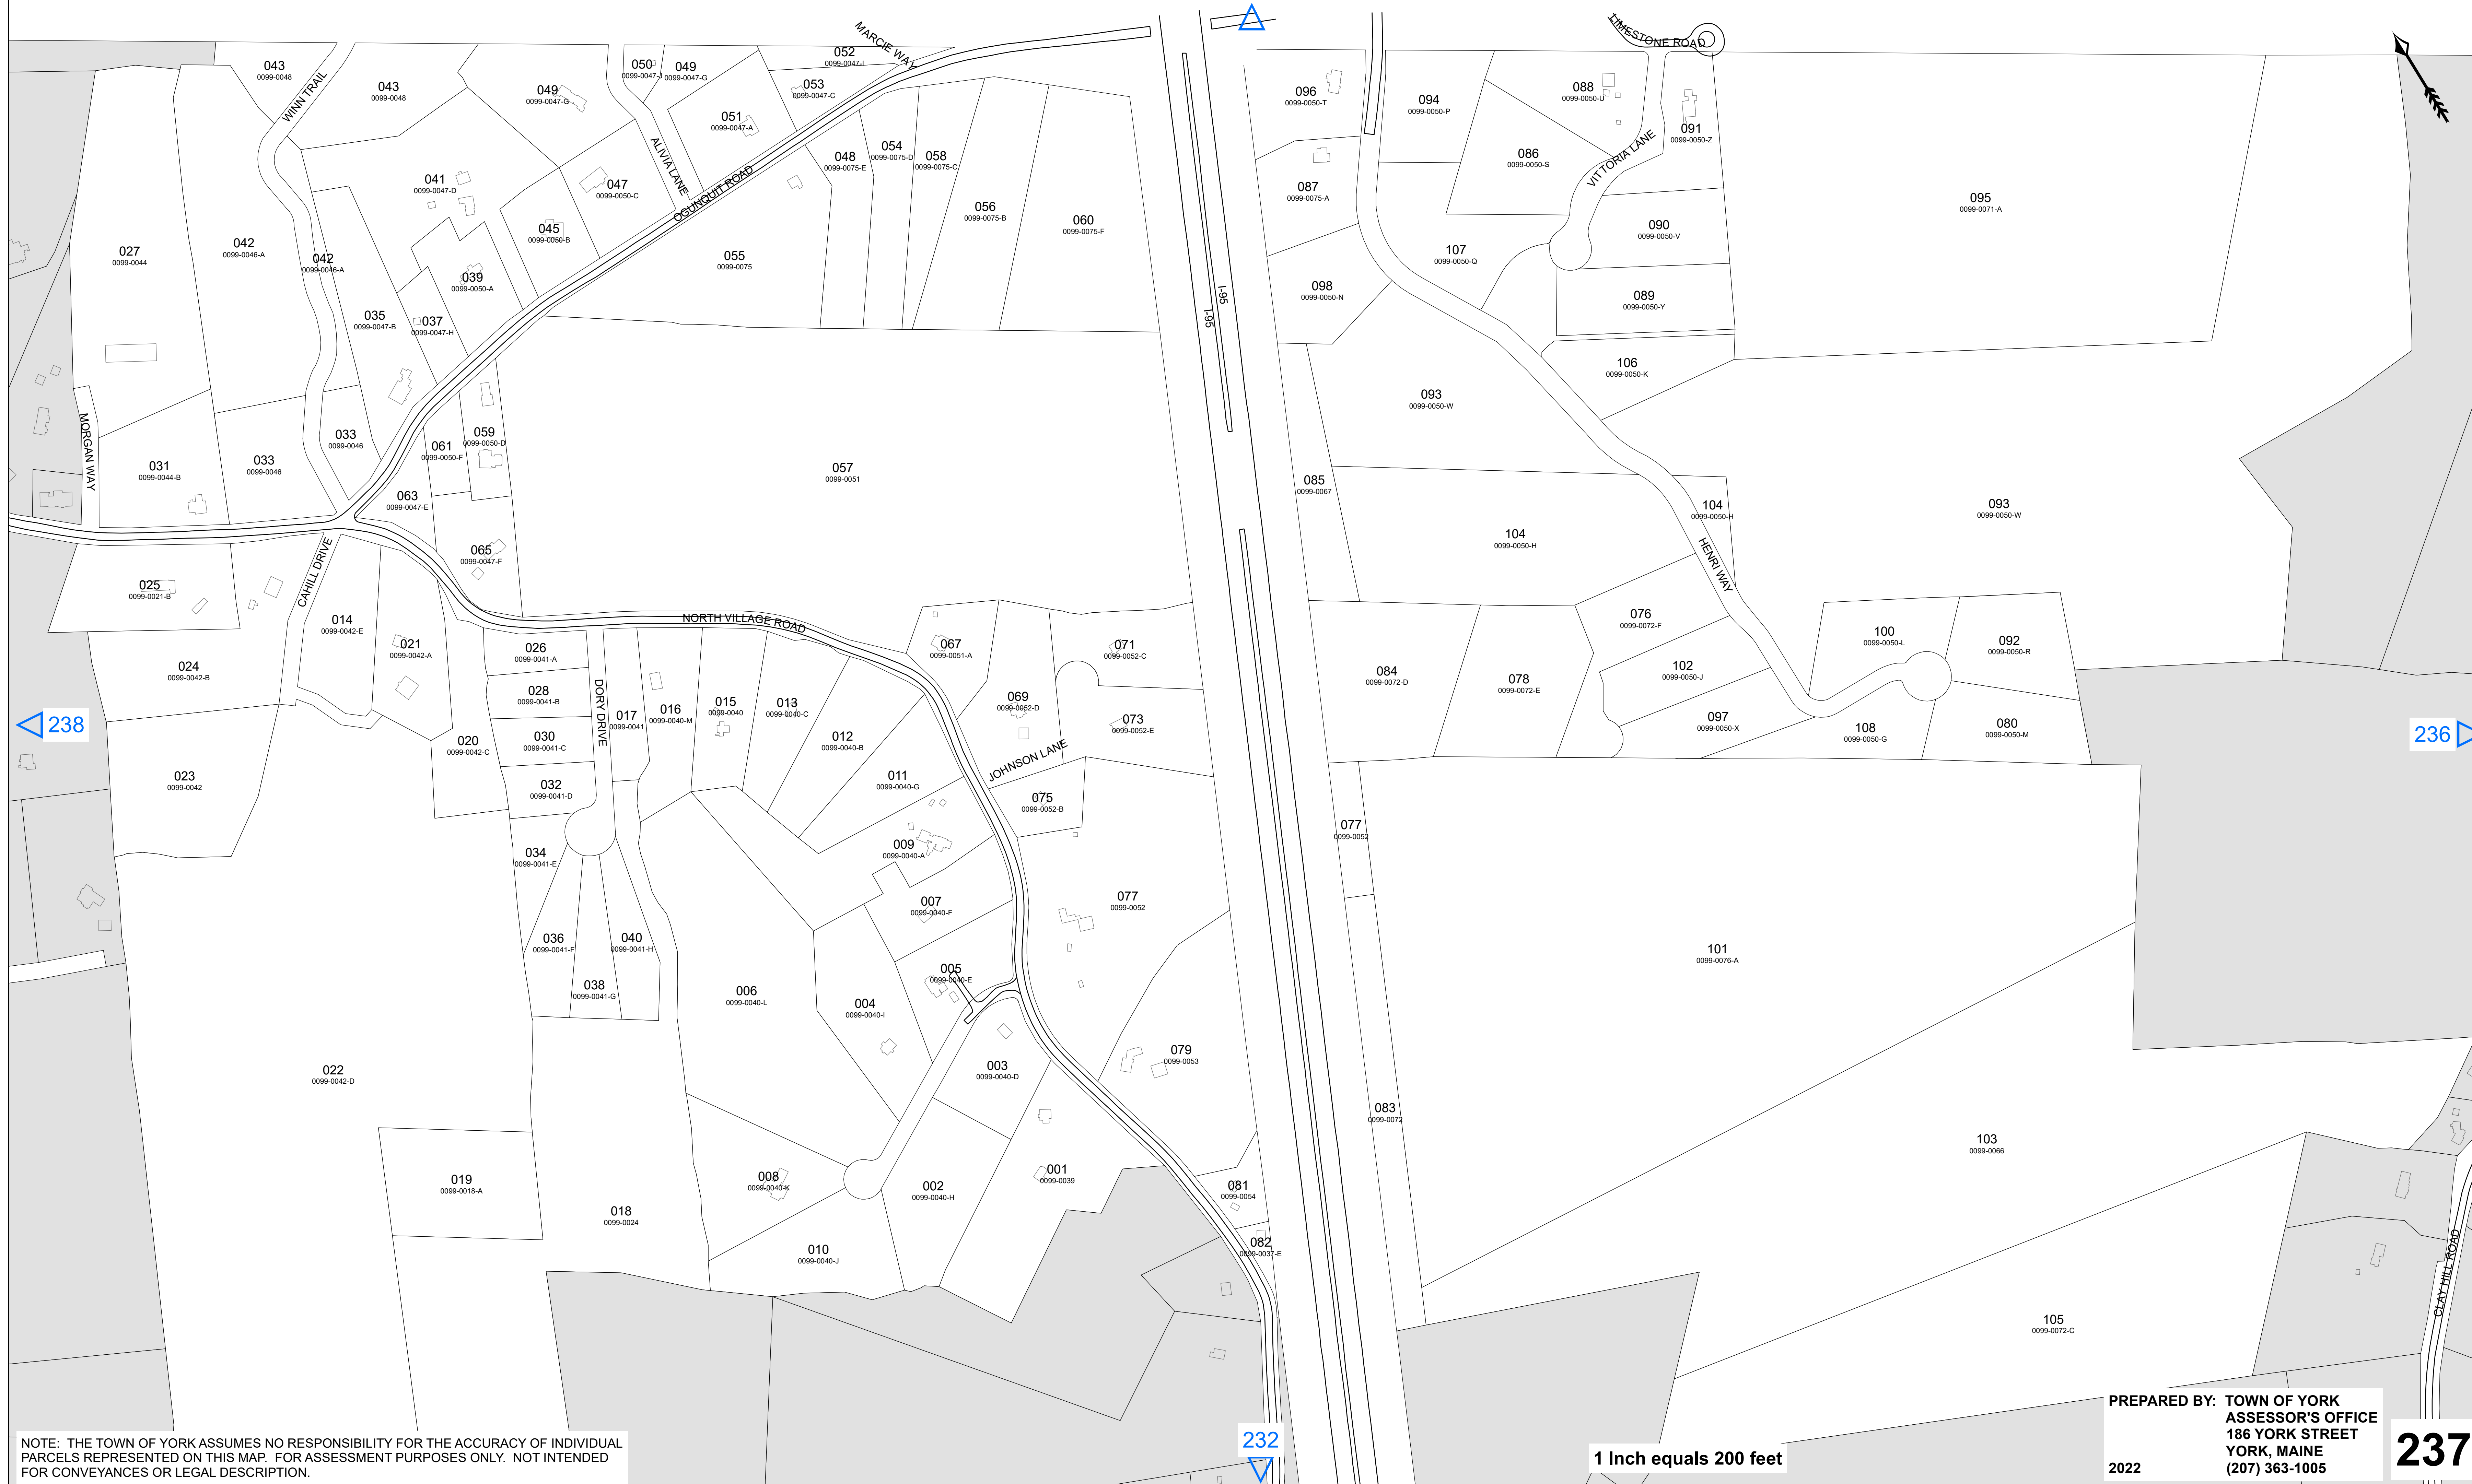 MARCIE WAY
LIMESTONE ROAD
043
0099-0048
WINN TRAIL
043
0099-0048
049
0099-0047-G
050
0099-0047-J
049
0099-0047-G
052
0099-0047-I
053
0099-0047-C
051
0099-0047-A
ALIVIA LANE
OGUNQUIT ROAD
048
0099-0075-E
054
0099-0075-D
058
0099-0075-C
056
0099-0075-B
060
0099-0075-F
096
0099-0050-T
094
0099-0050-P
088
0099-0050-U
091
0099-0050-Z
086
0099-0050-S
VITTORIA LANE
087
0099-0075-A
095
0099-0071-A
041
0099-0047-D
047
0099-0050-C
045
0099-0050-B
027
0099-0044
042
0099-0046-A
042
0099-0046-A
039
0099-0050-A
055
0099-0075
090
0099-0050-V
107
0099-0050-Q
098
0099-0050-N
089
0099-0050-Y
I-95
I-95
035
0099-0047-B
037
0099-0047-H
106
0099-0050-K
093
0099-0050-W
MORGAN WAY
031
0099-0044-B
033
0099-0046
033
0099-0046
061
0099-0050-F
059
0099-0050-D
057
0099-0051
085
0099-0067
063
0099-0047-E
104
0099-0050-H
093
0099-0050-W
104
0099-0050-H
HENRI WAY
065
0099-0047-F
025
0099-0021-B
CAHILL DRIVE
014
0099-0042-E
021
0099-0042-A
NORTH VILLAGE ROAD
026
0099-0041-A
067
0099-0051-A
071
0099-0052-C
076
0099-0072-F
100
0099-0050-L
092
0099-0050-R
024
0099-0042-B
028
0099-0041-B
DORY DRIVE
017
0099-0041
016
0099-0040-M
015
0099-0040
013
0099-0040-C
069
0099-0052-D
073
0099-0052-E
084
0099-0072-D
078
0099-0072-E
102
0099-0050-J
097
0099-0050-X
108
0099-0050-G
080
0099-0050-M
238
236
020
0099-0042-C
030
0099-0041-C
012
0099-0040-B
JOHNSON LANE
023
0099-0042
032
0099-0041-D
011
0099-0040-G
075
0099-0052-B
077
0099-0052
034
0099-0041-E
009
0099-0040-A
007
0099-0040-F
077
0099-0052
036
0099-0041-F
040
0099-0041-H
101
0099-0076-A
038
0099-0041-G
006
0099-0040-L
005
0099-0040-E
004
0099-0040-I
022
0099-0042-D
003
0099-0040-D
079
0099-0053
083
0099-0072
103
0099-0066
019
0099-0018-A
008
0099-0040-K
002
0099-0040-H
001
0099-0039
081
0099-0054
018
0099-0024
010
0099-0040-J
082
0099-0037-E
CLAY HILL ROAD
105
0099-0072-C
NOTE:  THE TOWN OF YORK ASSUMES NO RESPONSIBILITY FOR THE ACCURACY OF INDIVIDUAL
PARCELS REPRESENTED ON THIS MAP.  FOR ASSESSMENT PURPOSES ONLY.  NOT INTENDED
FOR CONVEYANCES OR LEGAL DESCRIPTION.
232
1 Inch equals 200 feet
PREPARED BY:  TOWN OF YORK
ASSESSOR'S OFFICE
186 YORK STREET
YORK, MAINE
2022 (207) 363-1005
237